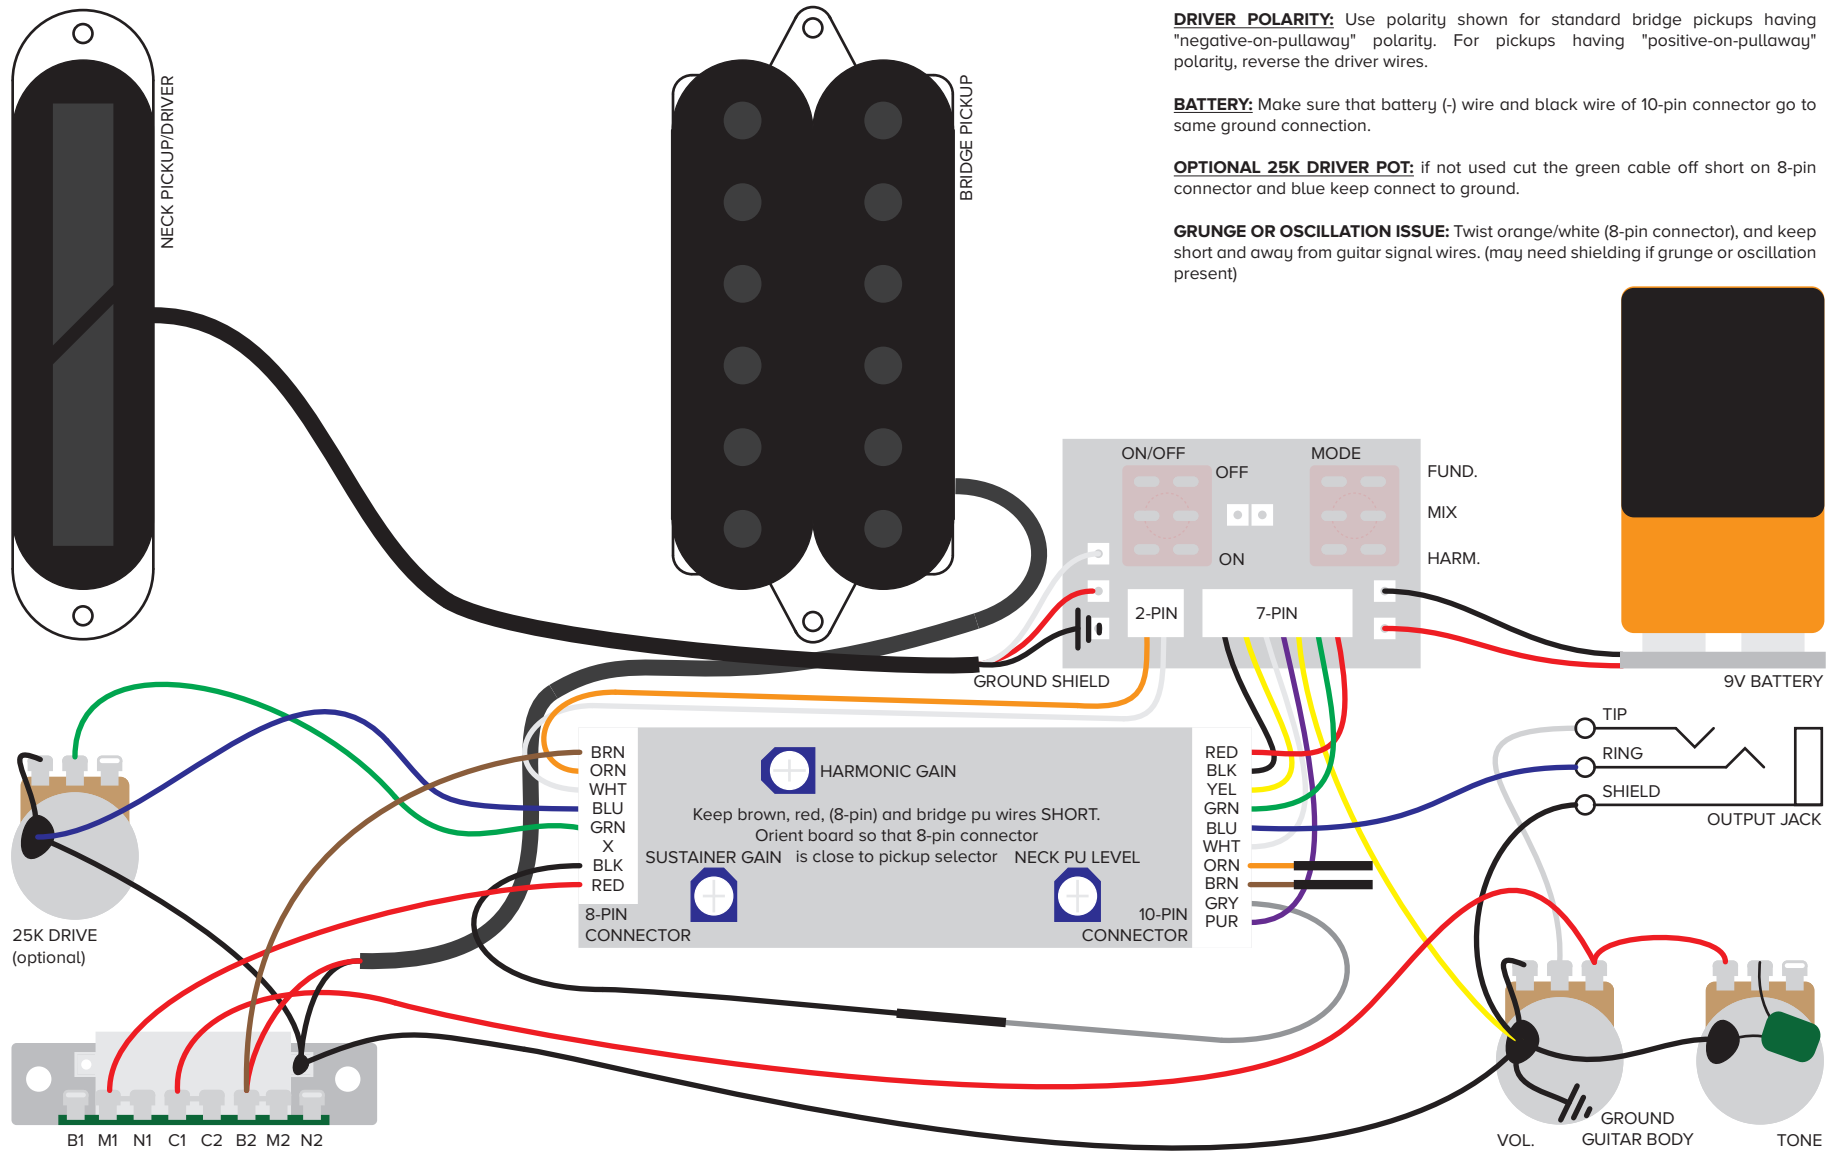 DRIVER POLARITY: Use polarity shown for standard bridge pickups having
"negative-on-pullaway" polarity. For pickups having "positive-on-pullaway"
polarity, reverse the driver wires.
BATTERY: Make sure that battery (-) wire and black wire of 10-pin connector go to
same ground connection.
OPTIONAL 25K DRIVER POT: if not used cut the green cable off short on 8-pin
connector and blue keep connect to ground.
GRUNGE OR OSCILLATION ISSUE: Twist orange/white (8-pin connector), and keep
short and away from guitar signal wires. (may need shielding if grunge or oscillation
present)
NECK PICKUP/DRIVER
BRIDGE PICKUP
ON/OFF
OFF
ON
MODE
FUND.
MIX
HARM.
2-PIN
7-PIN
GROUND SHIELD
9V BATTERY
TIP
RING
SHIELD
OUTPUT JACK
BRN
ORN
WHT
BLU
GRN
X
BLK
RED
8-PIN
CONNECTOR
HARMONIC GAIN
Keep brown, red, (8-pin) and bridge pu wires SHORT.
Orient board so that 8-pin connector
is close to pickup selector
SUSTAINER GAIN
NECK PU LEVEL
RED
BLK
YEL
GRN
BLU
WHT
ORN
BRN
GRY
PUR
10-PIN
CONNECTOR
25K DRIVE
(optional)
B1 M1 N1 C1 C2 B2 M2 N2
VOL.
GROUND
GUITAR BODY
TONE